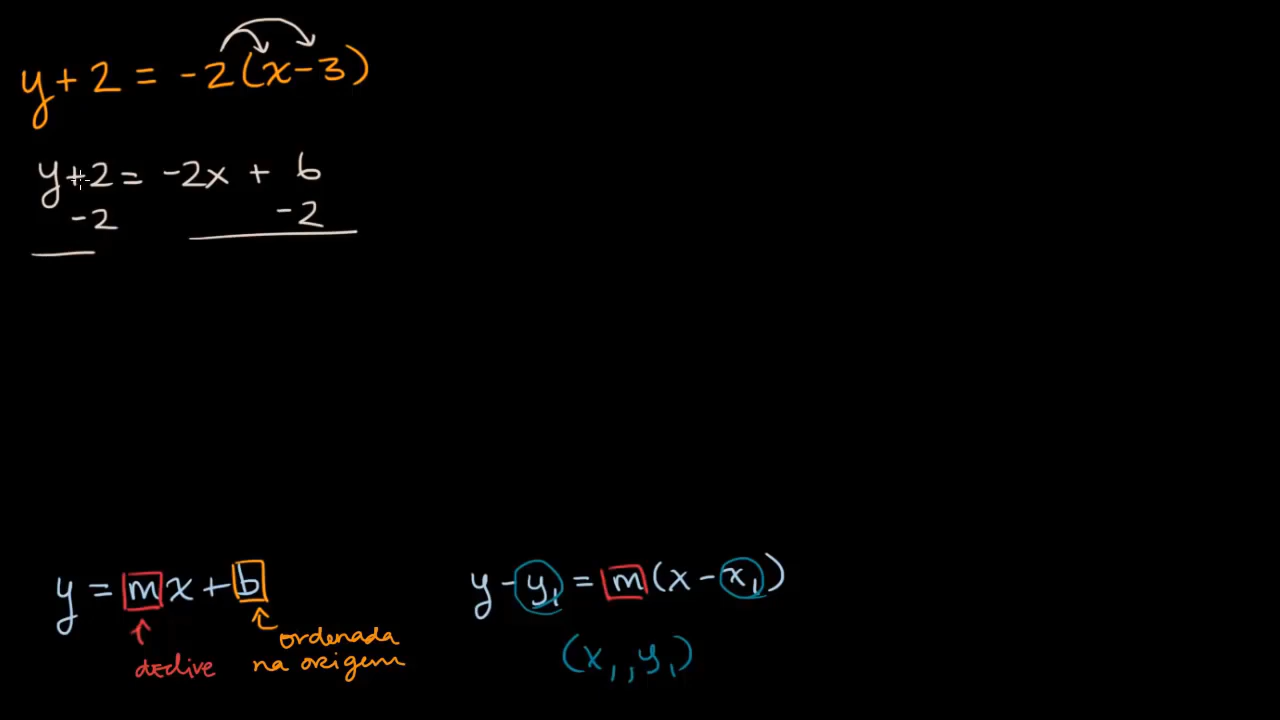 y+2 = -2(x-3)
y+2 = -2x + 6
-2 -2
y = mx + b
declive
ordenada
na origem
y - y₁ = m(x - x₁)
(x₁, y₁)